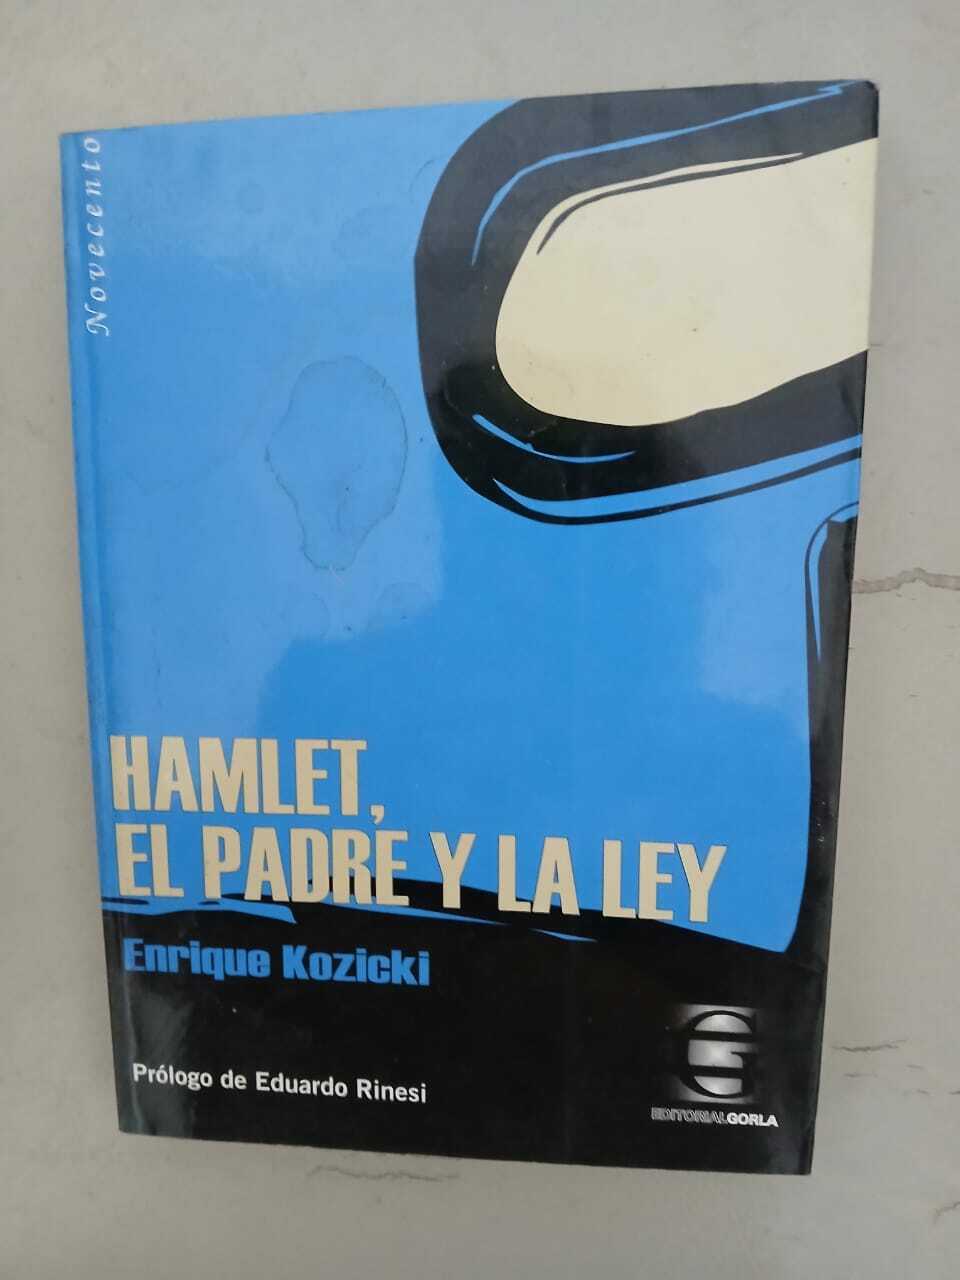 Novecento
HAMLET,
EL PADRE Y LA LEY
Enrique Kozicki
Prólogo de Eduardo Rinesi
G
EDITORIALGORLA